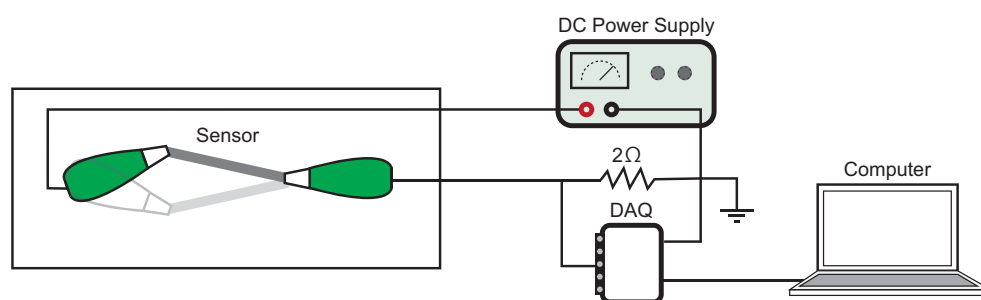 DC Power Supply
Sensor
2Ω
Computer
DAQ